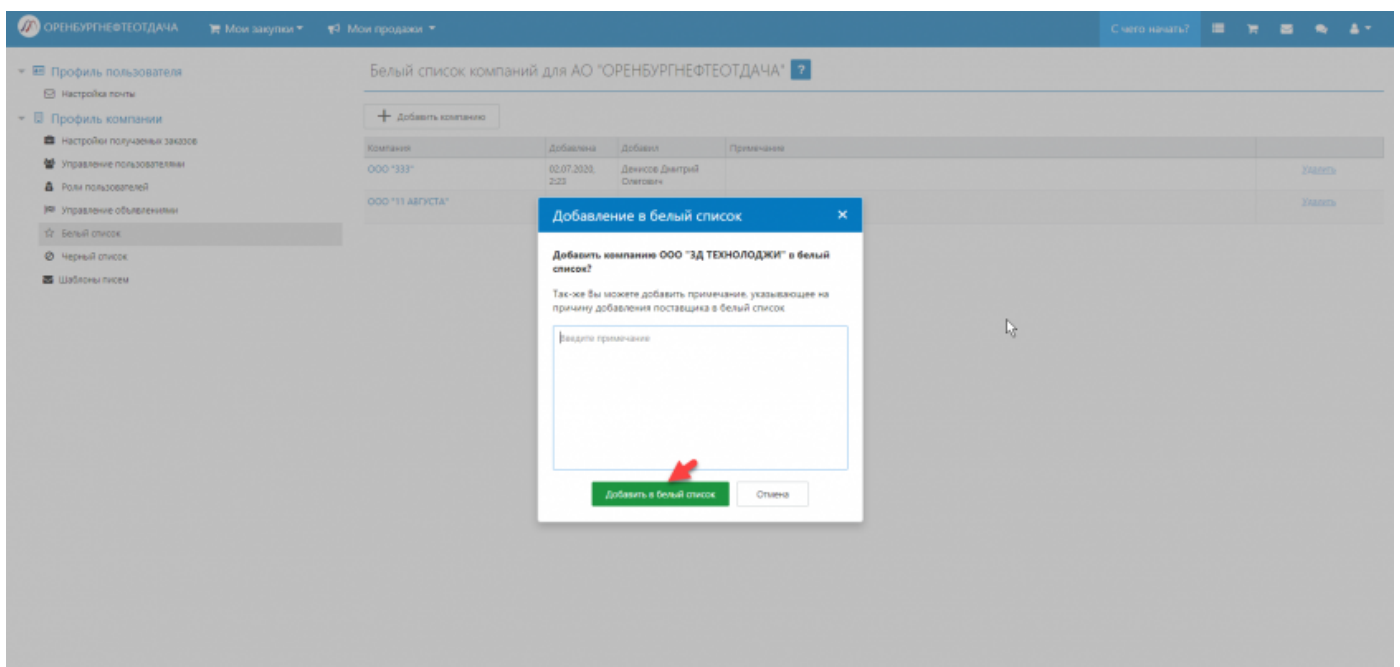 ОРЕНБУРГНЕФТЕОТДАЧА Мои закупки Мои продажи С чего начать?
Профиль пользователя
Настройка почты
Профиль компании
Настройки получаемых заказов
Управление пользователями
Роли пользователей
Управление объявлениями
Белый список
Черный список
Шаблоны писем
Белый список компаний для АО "ОРЕНБУРГНЕФТЕОТДАЧА" ?
Добавить компанию
Компания Добавлена Добавил Примечание
ООО "333" 02.07.2020, Денисов Дмитрий Удалить
2:23 Олегович
ООО "11 АВГУСТА" Удалить
Добавление в белый список ×
Добавить компанию ООО "3Д ТЕХНОЛОДЖИ" в белый
список?
Так-же Вы можете добавить примечание, указывающее на
причину добавления поставщика в белый список
Введите примечание
Добавить в белый список Отмена